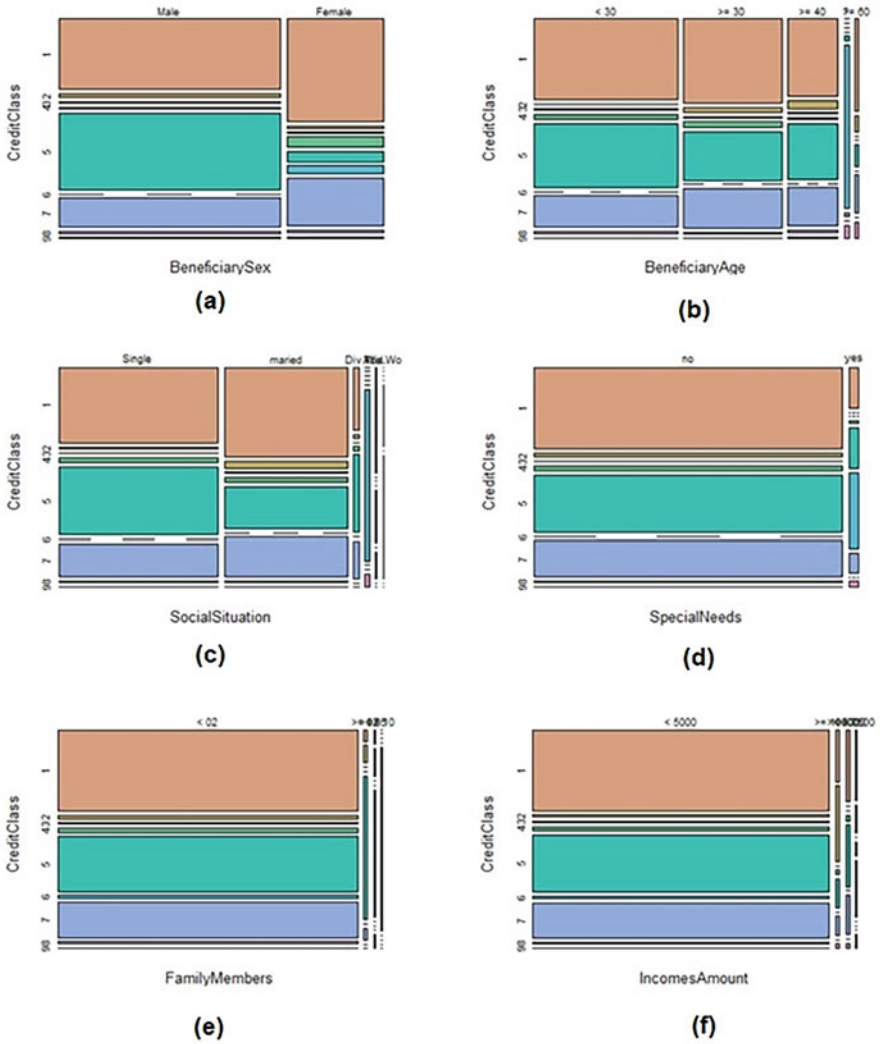 Male Female
CreditClass
1
432
5
6
7
98
BeneficiarySex
(a)
< 30 >= 30 >= 40 >= 60
CreditClass
1
432
5
6
7
98
BeneficiaryAge
(b)
Single maried
CreditClass
1
432
5
6
7
98
SocialSituation
(c)
no yes
CreditClass
1
432
5
6
7
98
SpecialNeeds
(d)
< 02
CreditClass
1
432
5
6
7
98
FamilyMembers
(e)
< 5000
CreditClass
1
432
5
6
7
98
IncomesAmount
(f)